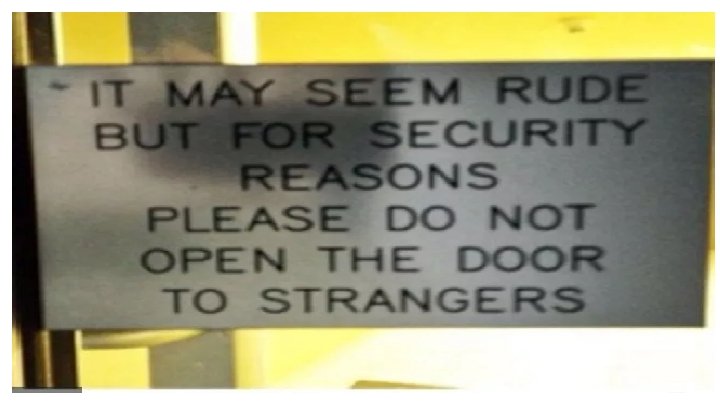 IT MAY SEEM RUDE
BUT FOR SECURITY
REASONS
PLEASE DO NOT
OPEN THE DOOR
TO STRANGERS